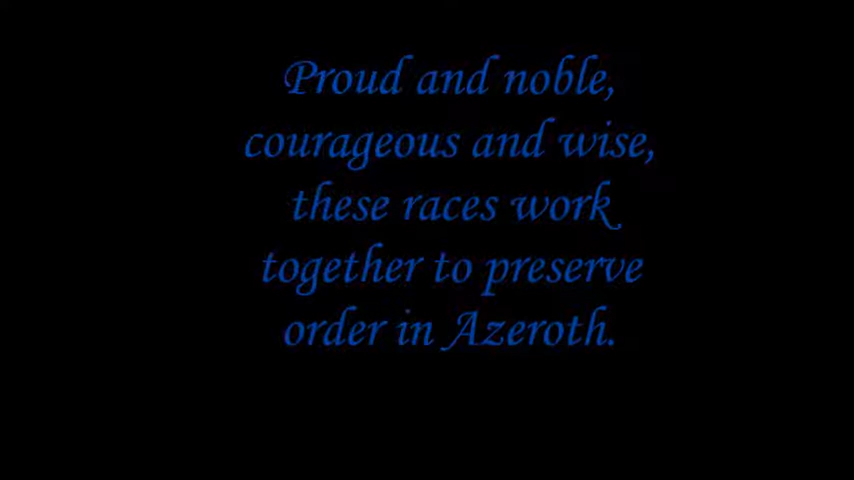 Proud and noble,
courageous and wise,
these races work
together to preserve
order in Azeroth.